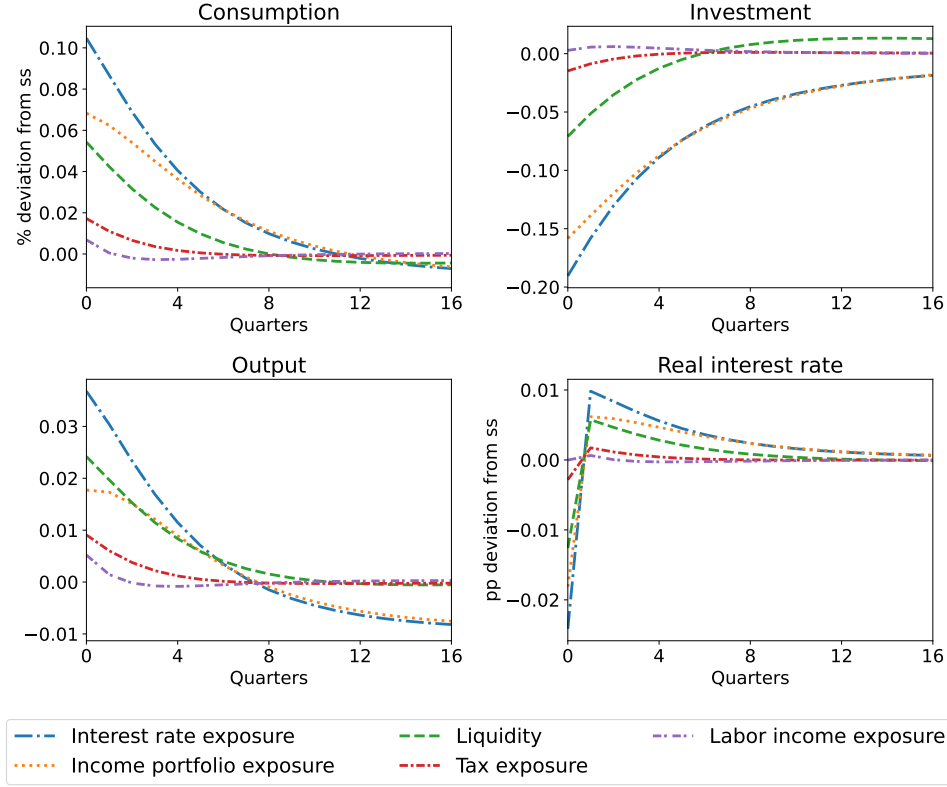 Consumption
% deviation from ss
0.10
0.08
0.06
0.04
0.02
0.00
0 4 8 12 16
Quarters
Investment
0.00
−0.05
−0.10
−0.15
−0.20
0 4 8 12 16
Quarters
Output
0.03
0.02
0.01
0.00
−0.01
0 4 8 12 16
Quarters
Real interest rate
pp deviation from ss
0.01
0.00
−0.01
−0.02
0 4 8 12 16
Quarters
Interest rate exposure
Income portfolio exposure
Liquidity
Tax exposure
Labor income exposure